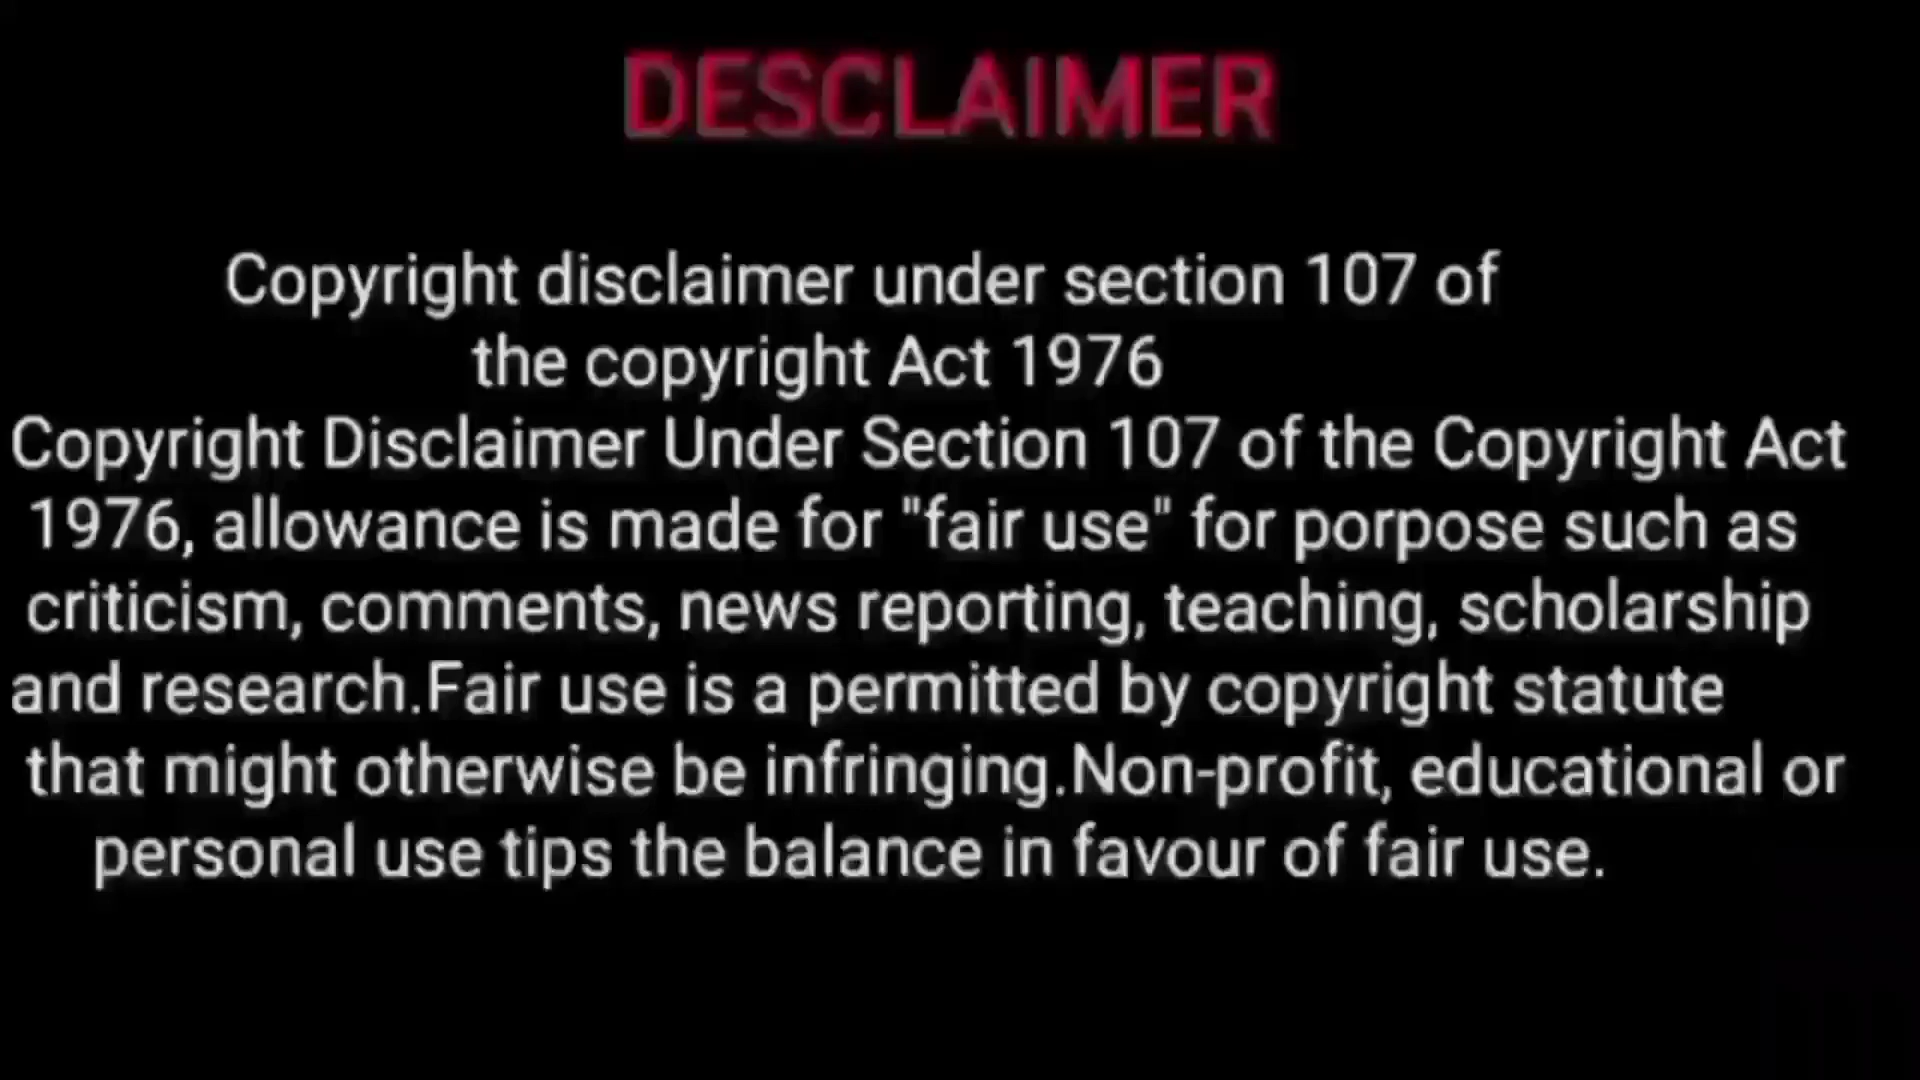 DESCLAIMER
Copyright disclaimer under section 107 of
the copyright Act 1976
Copyright Disclaimer Under Section 107 of the Copyright Act
1976, allowance is made for "fair use" for porpose such as
criticism, comments, news reporting, teaching, scholarship
and research.Fair use is a permitted by copyright statute
that might otherwise be infringing.Non-profit, educational or
personal use tips the balance in favour of fair use.